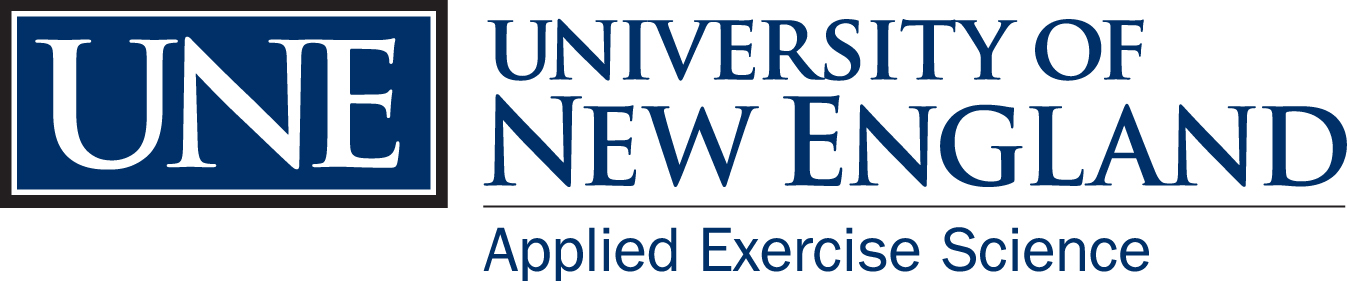 UNE
UNIVERSITY OF
NEW ENGLAND
Applied Exercise Science